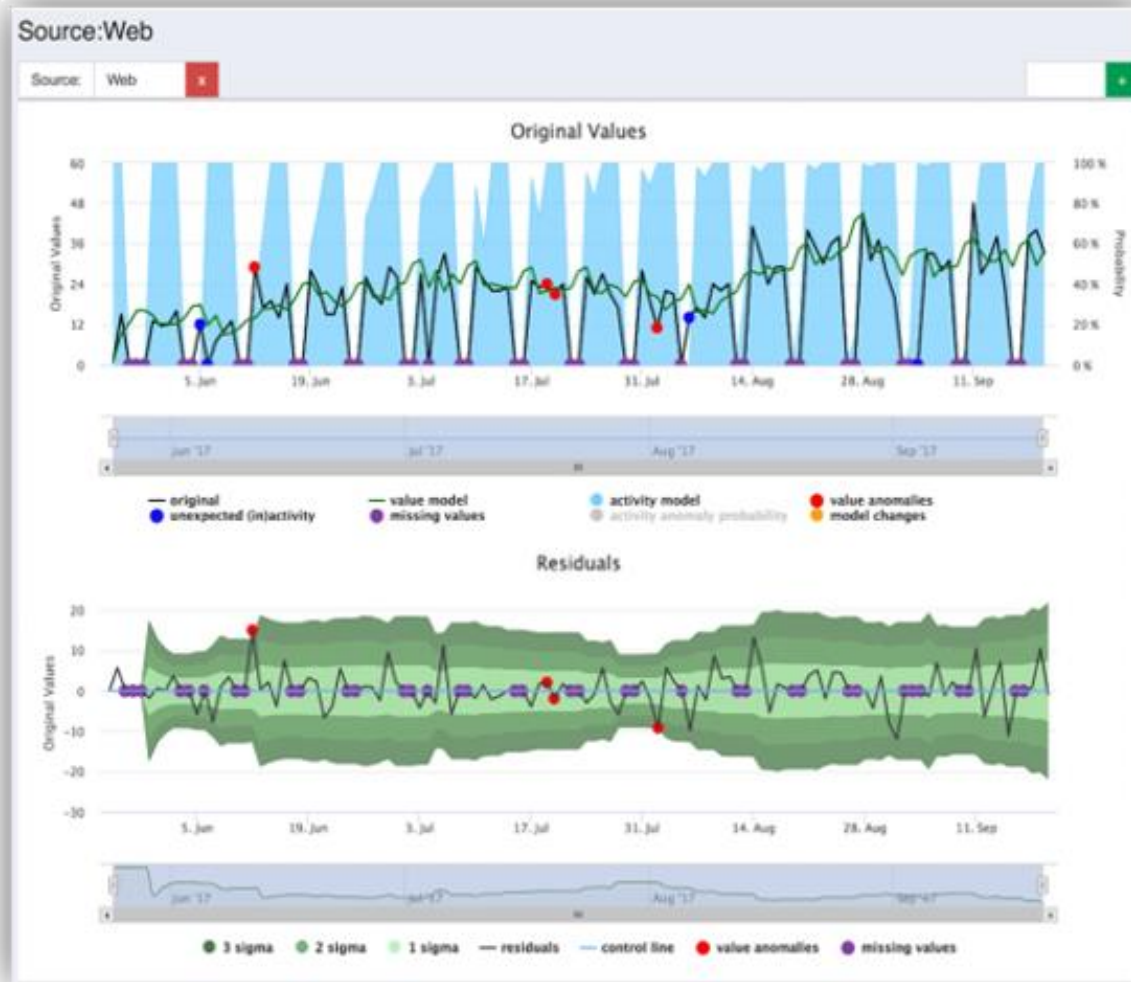 Source:Web
Source: Web x +
Original Values
60 100 %
48 80 %
36 60 %
24 40 %
12 20 %
0 0 %
Original Values
Probability
5. Jun 19. Jun 3. Jul 17. Jul 31. Jul 14. Aug 28. Aug 11. Sep
Jun '17 Jul '17 Aug '17 Sep '17
original value model activity model value anomalies
unexpected (in)activity missing values activity anomaly probability model changes
Residuals
20
10
0
-10
-20
-30
Original Values
5. Jun 19. Jun 3. Jul 17. Jul 31. Jul 14. Aug 28. Aug 11. Sep
Jun '17 Jul '17 Aug '17 Sep '17
3 sigma 2 sigma 1 sigma residuals control line value anomalies missing values